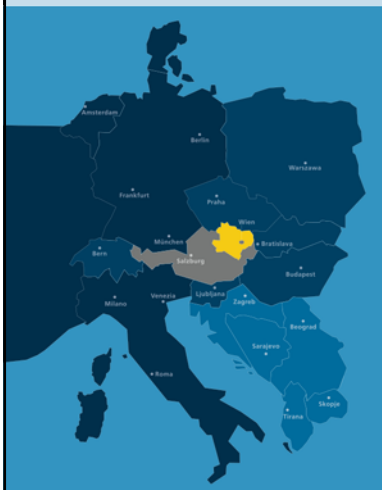 Amsterdam
Berlin
Warszawa
Frankfurt
Praha
Wien
München
Bratislava
Bern
Salzburg
Budapest
Ljubljana
Venezia
Zagreb
Milano
Beograd
Sarajevo
Roma
Skopje
Tirana